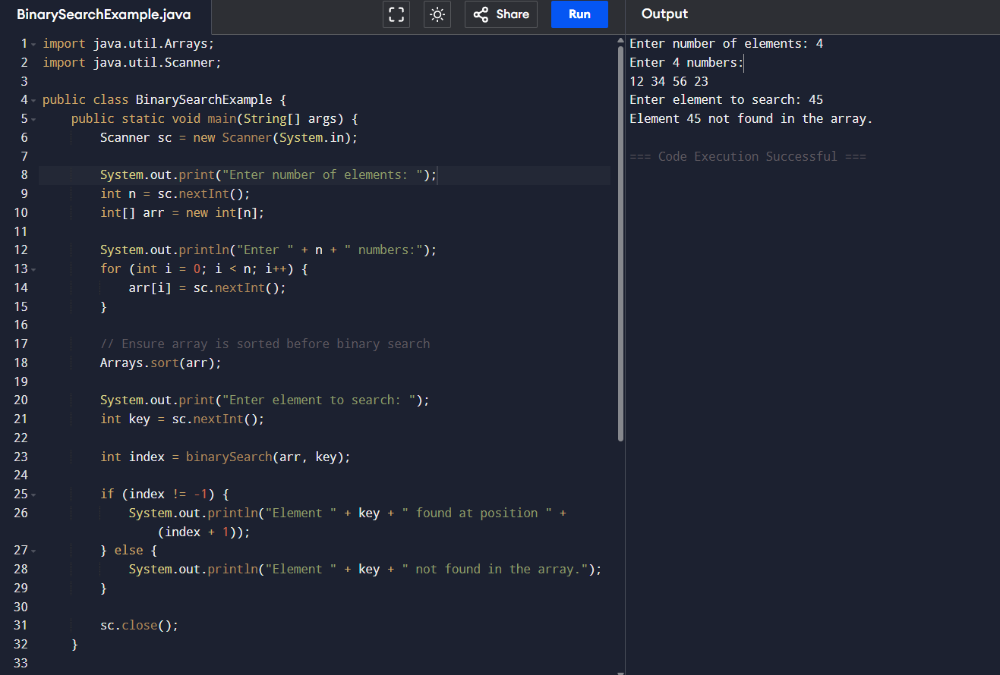 BinarySearchExample.java
Share
Run
Output
1 import java.util.Arrays;
2 import java.util.Scanner;
3
4 public class BinarySearchExample {
5     public static void main(String[] args) {
6         Scanner sc = new Scanner(System.in);
7
8         System.out.print("Enter number of elements: ");
9         int n = sc.nextInt();
10         int[] arr = new int[n];
11
12         System.out.println("Enter " + n + " numbers:");
13         for (int i = 0; i < n; i++) {
14             arr[i] = sc.nextInt();
15         }
16
17         // Ensure array is sorted before binary search
18         Arrays.sort(arr);
19
20         System.out.print("Enter element to search: ");
21         int key = sc.nextInt();
22
23         int index = binarySearch(arr, key);
24
25         if (index != -1) {
26             System.out.println("Element " + key + " found at position " +
                (index + 1));
27         } else {
28             System.out.println("Element " + key + " not found in the array.");
29         }
30
31         sc.close();
32     }
33
Enter number of elements: 4
Enter 4 numbers:
12 34 56 23
Enter element to search: 45
Element 45 not found in the array.
=== Code Execution Successful ===